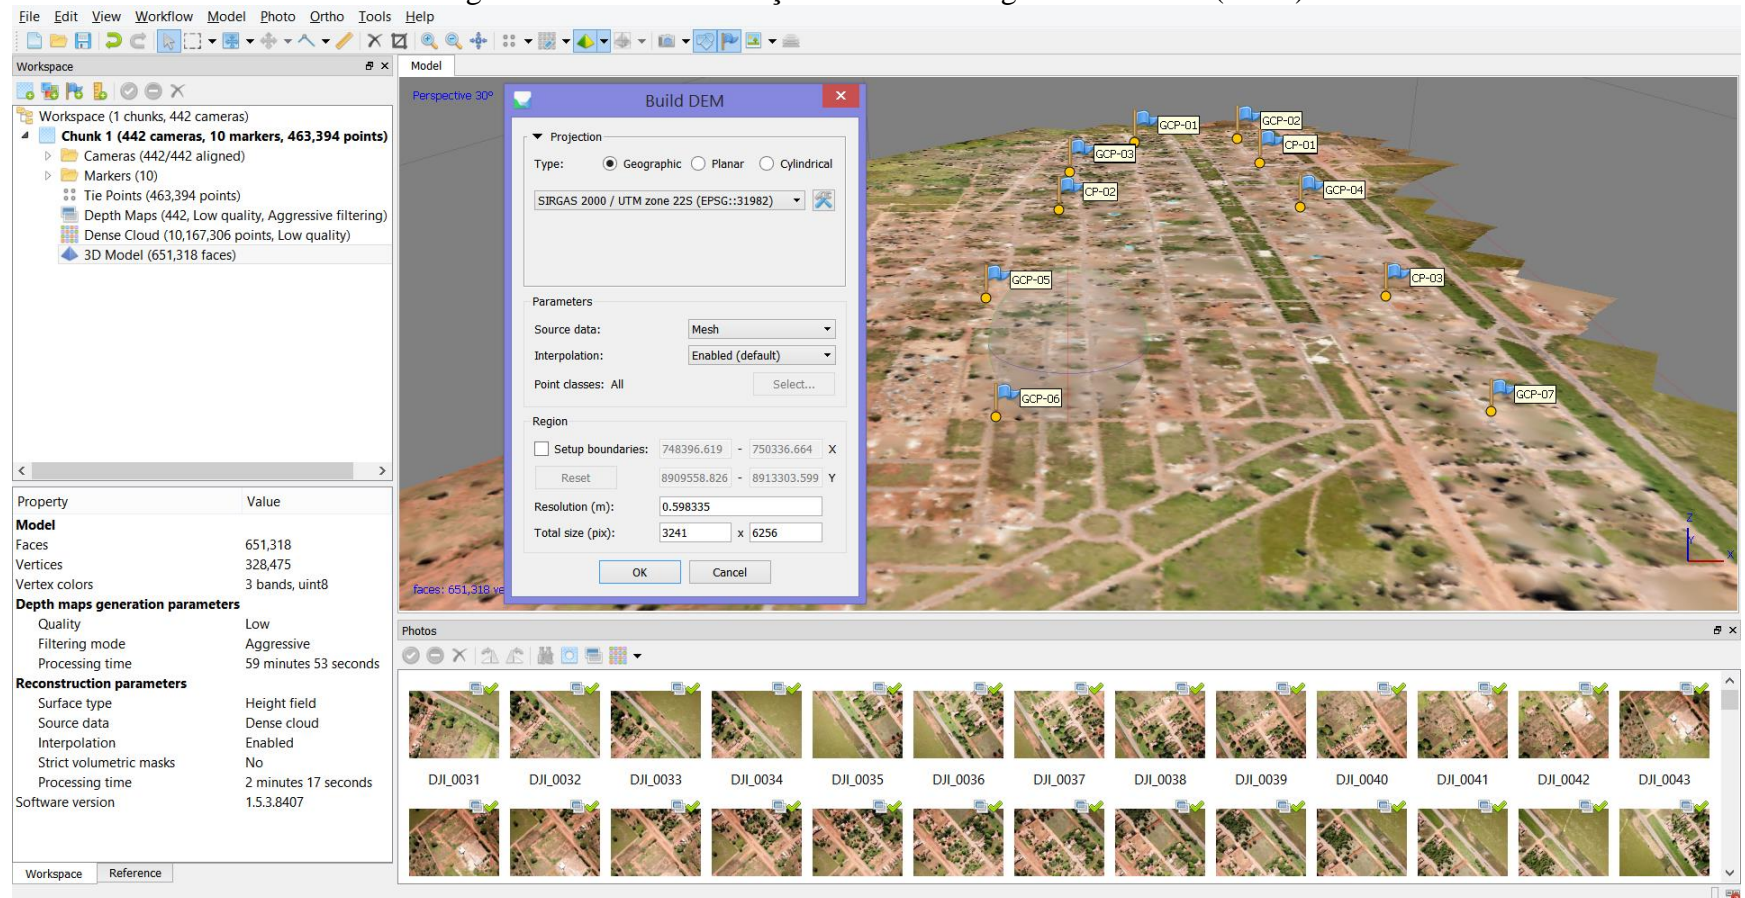 File Edit View Workflow Model Photo Ortho Tools Help
Workspace
Workspace (1 chunks, 442 cameras)
Chunk 1 (442 cameras, 10 markers, 463,394 points)
Cameras (442/442 aligned)
Markers (10)
Tie Points (463,394 points)
Depth Maps (442, Low quality, Aggressive filtering)
Dense Cloud (10,167,306 points, Low quality)
3D Model (651,318 faces)
Property Value
Model
Faces 651,318
Vertices 328,475
Vertex colors 3 bands, uint8
Depth maps generation parameters
Quality Low
Filtering mode Aggressive
Processing time 59 minutes 53 seconds
Reconstruction parameters
Surface type Height field
Source data Dense cloud
Interpolation Enabled
Strict volumetric masks No
Processing time 2 minutes 17 seconds
Software version 1.5.3.8407
Workspace Reference
Model
Perspective 30°
faces: 651,318 ve
Build DEM
Projection
Type: Geographic Planar Cylindrical
SIRGAS 2000 / UTM zone 22S (EPSG::31982)
Parameters
Source data: Mesh
Interpolation: Enabled (default)
Point classes: All Select...
Region
Setup boundaries: 748396.619 - 750336.664 X
Reset 8909558.826 - 8913303.599 Y
Resolution (m): 0.598335
Total size (pix): 3241 x 6256
OK Cancel
GCP-01
GCP-02
CP-01
GCP-03
CP-02
GCP-04
GCP-05
CP-03
GCP-06
GCP-07
Z
Y
X
Photos
DJI_0031 DJI_0032 DJI_0033 DJI_0034 DJI_0035 DJI_0036 DJI_0037 DJI_0038 DJI_0039 DJI_0040 DJI_0041 DJI_0042 DJI_0043